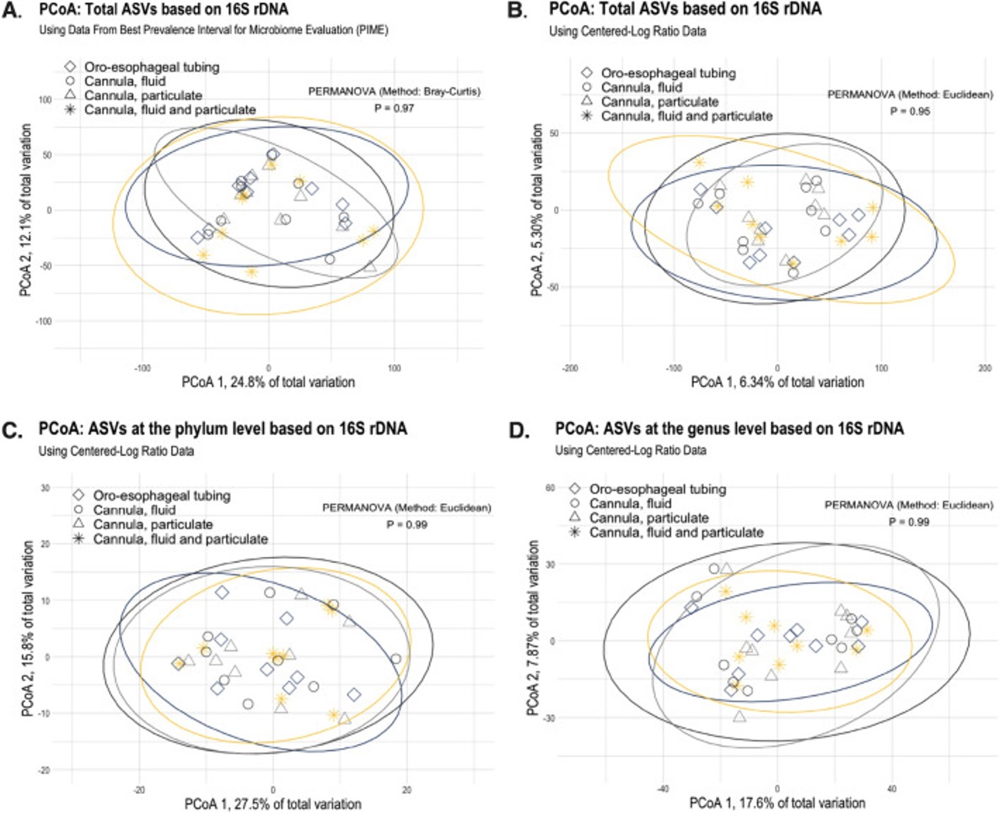 A. PCoA: Total ASVs based on 16S rDNA
Using Data From Best Prevalence Interval for Microbiome Evaluation (PIME)
Oro-esophageal tubing
Cannula, fluid
Cannula, particulate
Cannula, fluid and particulate
PERMANOVA (Method: Bray-Curtis)
P = 0.97
100
50
0
-50
-100
PCoA 2, 12.1% of total variation
-100 0 100
PCoA 1, 24.8% of total variation
B. PCoA: Total ASVs based on 16S rDNA
Using Centered-Log Ratio Data
Oro-esophageal tubing
Cannula, fluid
Cannula, particulate
Cannula, fluid and particulate
PERMANOVA (Method: Euclidean)
P = 0.95
50
0
-50
PCoA 2, 5.30% of total variation
-200 -100 0 100 200
PCoA 1, 6.34% of total variation
C. PCoA: ASVs at the phylum level based on 16S rDNA
Using Centered-Log Ratio Data
Oro-esophageal tubing
Cannula, fluid
Cannula, particulate
Cannula, fluid and particulate
PERMANOVA (Method: Euclidean)
P = 0.99
30
20
10
0
-10
-20
PCoA 2, 15.8% of total variation
-20 0 20
PCoA 1, 27.5% of total variation
D. PCoA: ASVs at the genus level based on 16S rDNA
Using Centered-Log Ratio Data
Oro-esophageal tubing
Cannula, fluid
Cannula, particulate
Cannula, fluid and particulate
PERMANOVA (Method: Euclidean)
P = 0.99
60
30
0
-30
PCoA 2, 7.87% of total variation
-40 0 40
PCoA 1, 17.6% of total variation